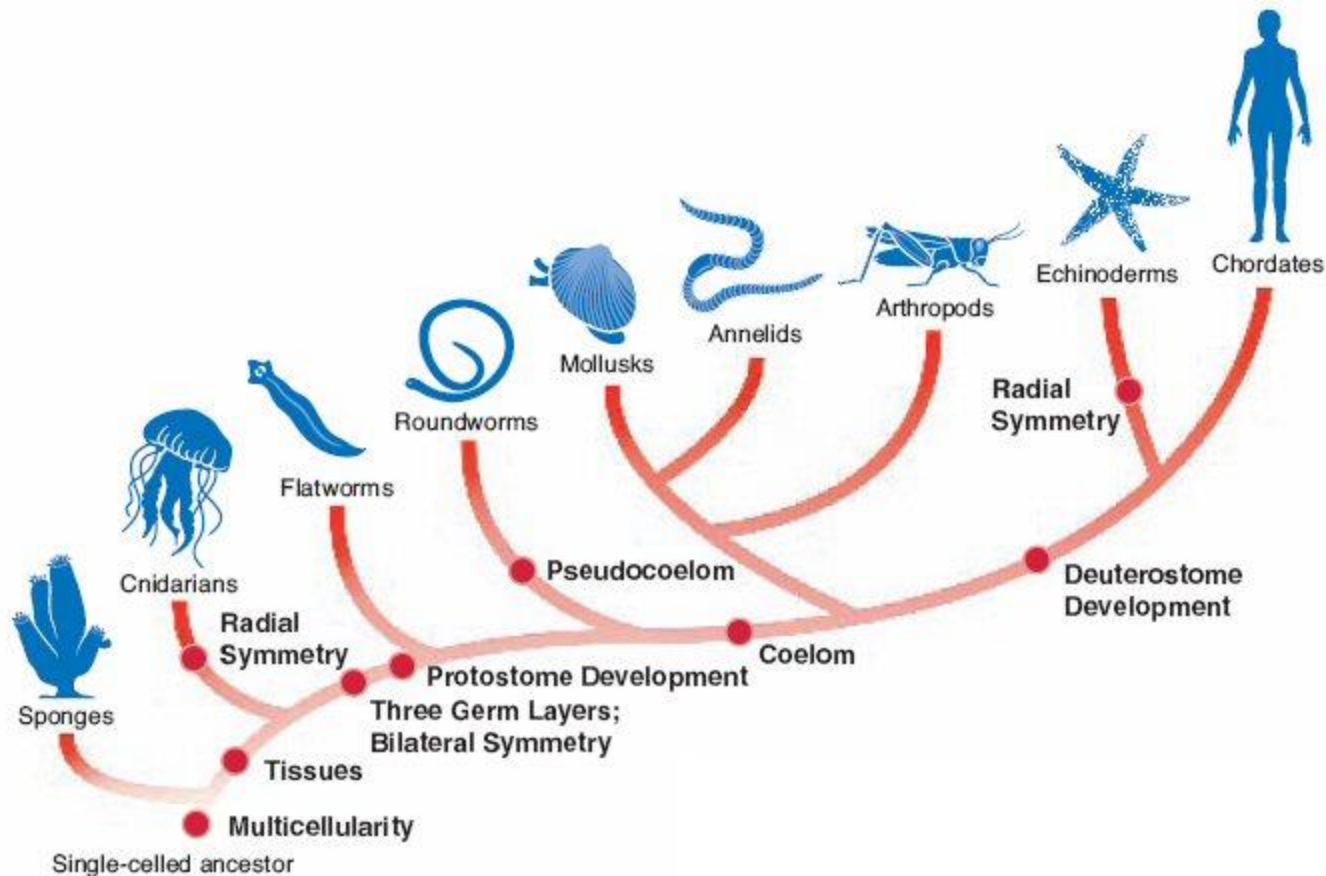 Chordates
Echinoderms
Arthropods
Annelids
Mollusks
Radial
Symmetry
Roundworms
Flatworms
Pseudocoelom
Deuterostome
Development
Cnidarians
Radial
Symmetry
Coelom
Protostome Development
Three Germ Layers;
Bilateral Symmetry
Sponges
Tissues
Multicellularity
Single-celled ancestor